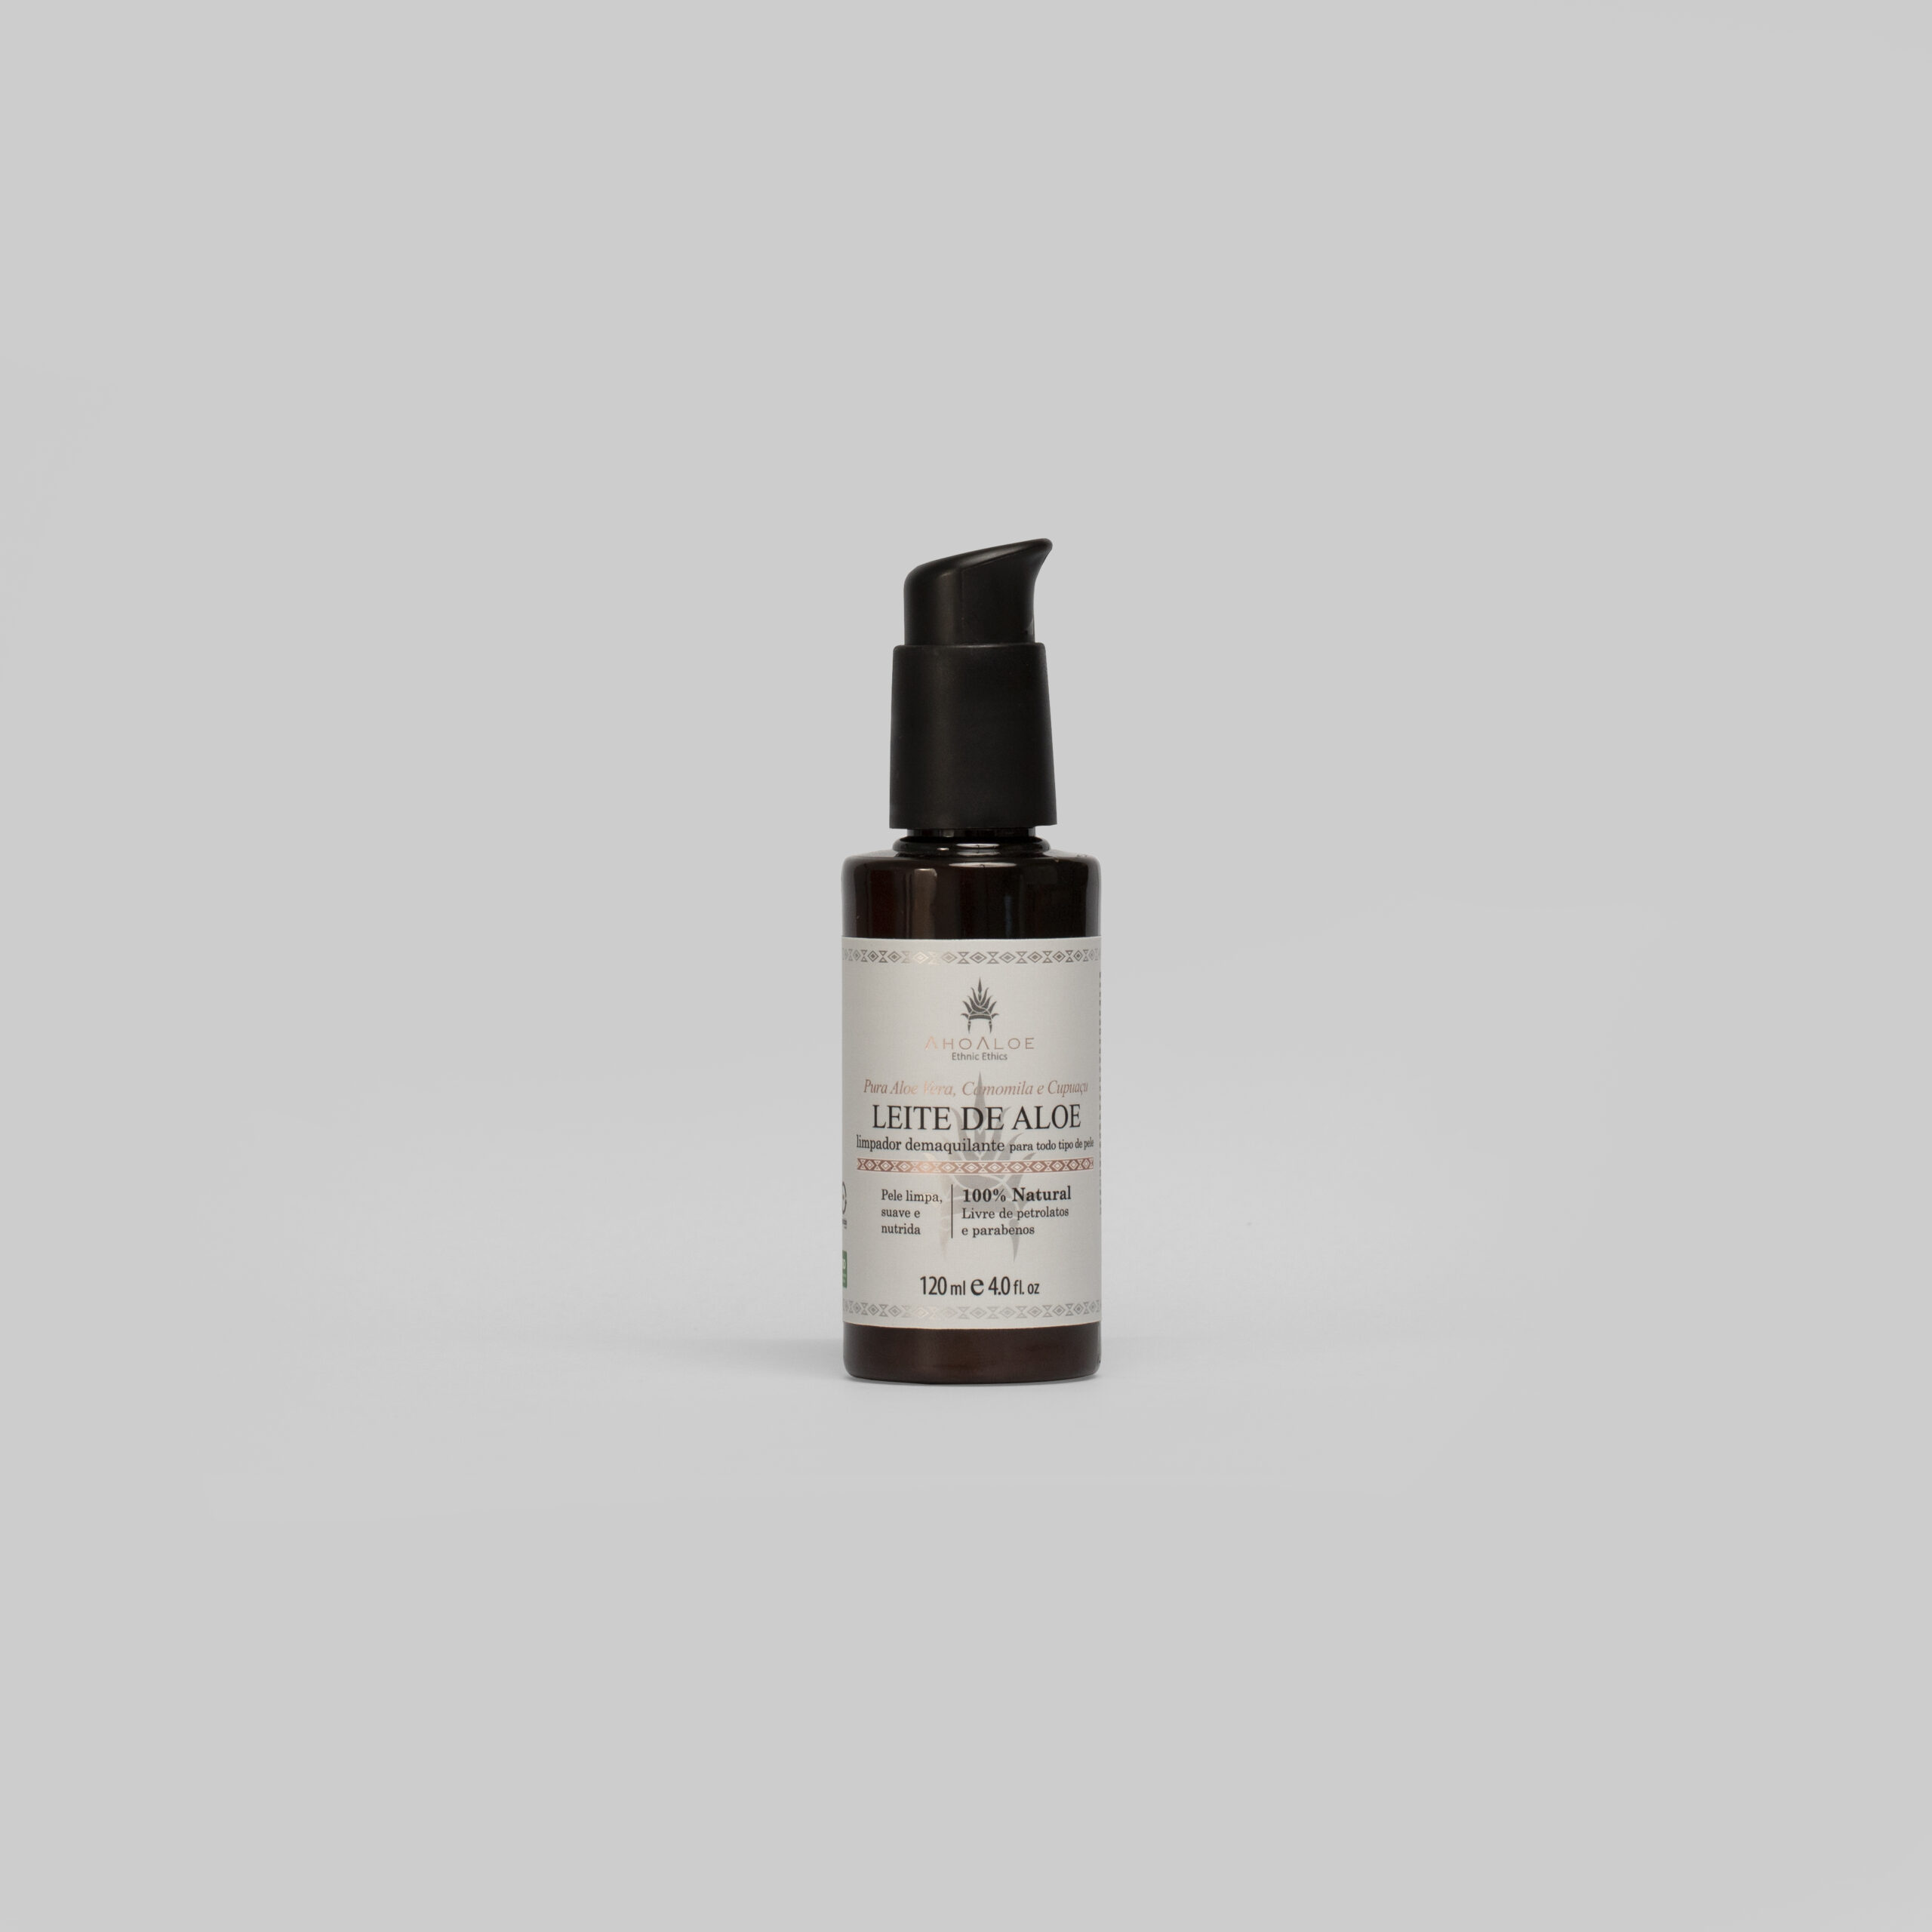 AHOALOE
Ethnic Ethics
Pura Aloe Vera, Camomila e Cupuaçu
LEITE DE ALOE
limpador demaquilante para todo tipo de pele
Pele limpa,
suave e
nutrida
100% Natural
Livre de petrolatos
e parabenos
120 ml e 4.0 fl. oz